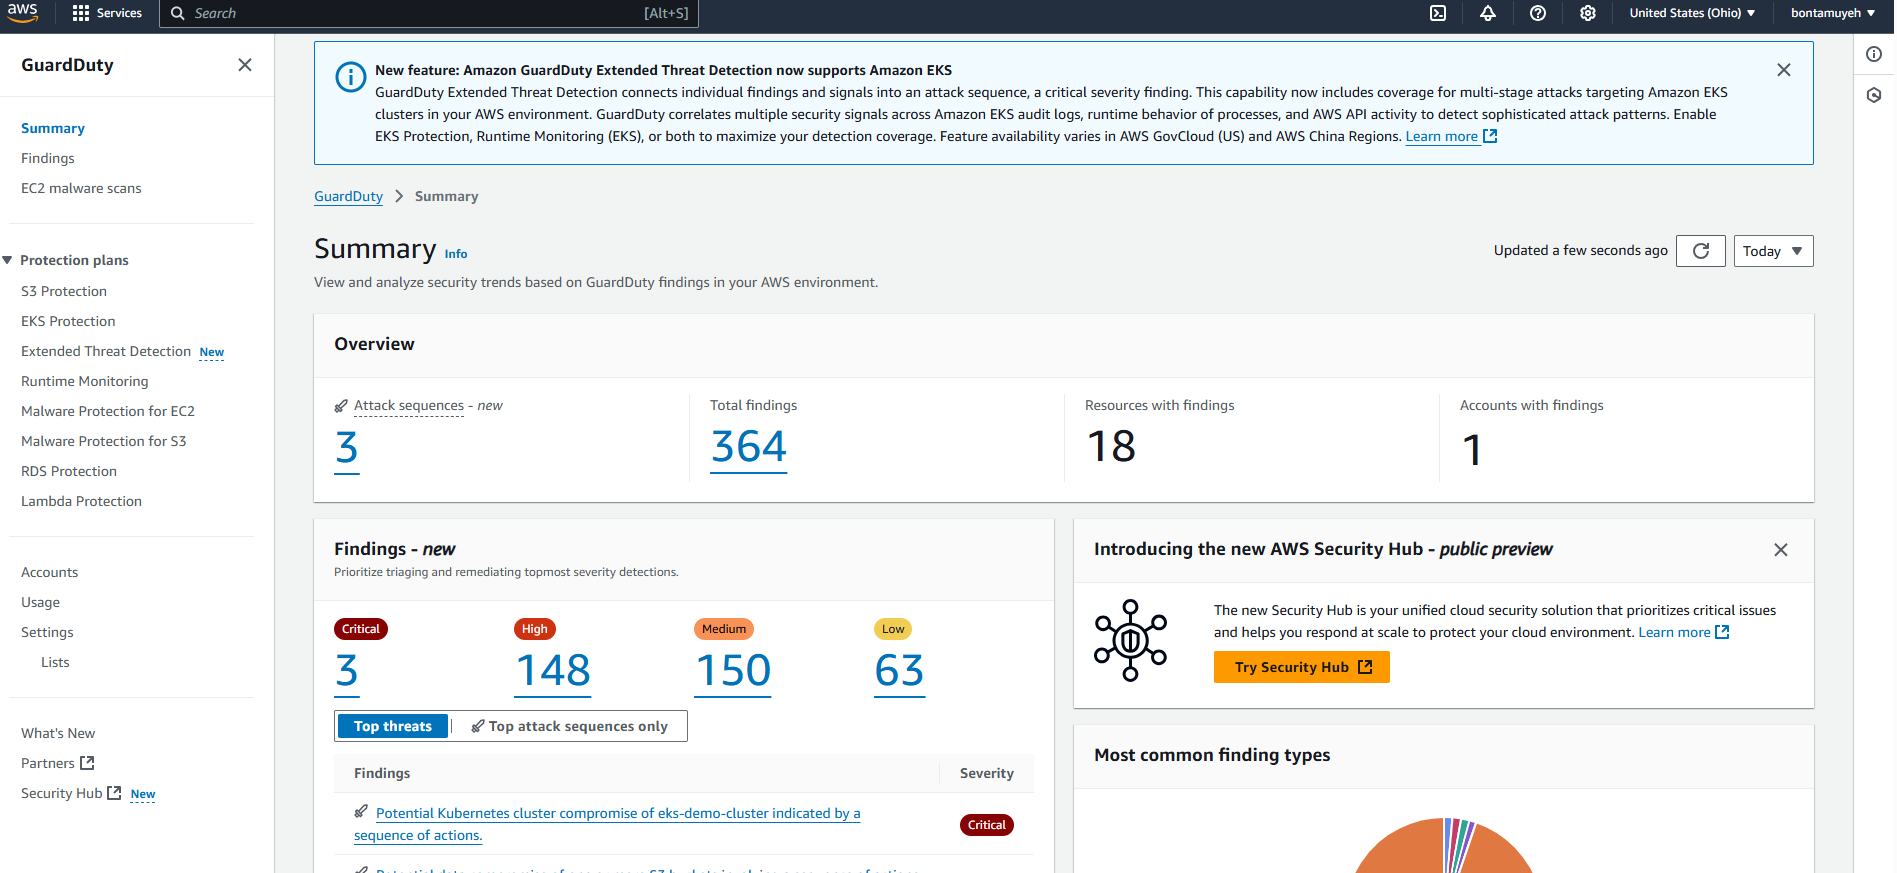 aws
Services
Search
[Alt+S]
United States (Ohio)
bontamuyeh
GuardDuty
Summary
Findings
EC2 malware scans
Protection plans
S3 Protection
EKS Protection
Extended Threat Detection New
Runtime Monitoring
Malware Protection for EC2
Malware Protection for S3
RDS Protection
Lambda Protection
Accounts
Usage
Settings
Lists
What's New
Partners
Security Hub New
New feature: Amazon GuardDuty Extended Threat Detection now supports Amazon EKS
GuardDuty Extended Threat Detection connects individual findings and signals into an attack sequence, a critical severity finding. This capability now includes coverage for multi-stage attacks targeting Amazon EKS
clusters in your AWS environment. GuardDuty correlates multiple security signals across Amazon EKS audit logs, runtime behavior of processes, and AWS API activity to detect sophisticated attack patterns. Enable
EKS Protection, Runtime Monitoring (EKS), or both to maximize your detection coverage. Feature availability varies in AWS GovCloud (US) and AWS China Regions. Learn more
GuardDuty Summary
Summary Info
Updated a few seconds ago
Today
View and analyze security trends based on GuardDuty findings in your AWS environment.
Overview
Attack sequences - new
3
Total findings
364
Resources with findings
18
Accounts with findings
1
Findings - new
Prioritize triaging and remediating topmost severity detections.
Critical
3
High
148
Medium
150
Low
63
Top threats
Top attack sequences only
Findings
Severity
Potential Kubernetes cluster compromise of eks-demo-cluster indicated by a
sequence of actions.
Critical
Introducing the new AWS Security Hub - public preview
The new Security Hub is your unified cloud security solution that prioritizes critical issues
and helps you respond at scale to protect your cloud environment. Learn more
Try Security Hub
Most common finding types